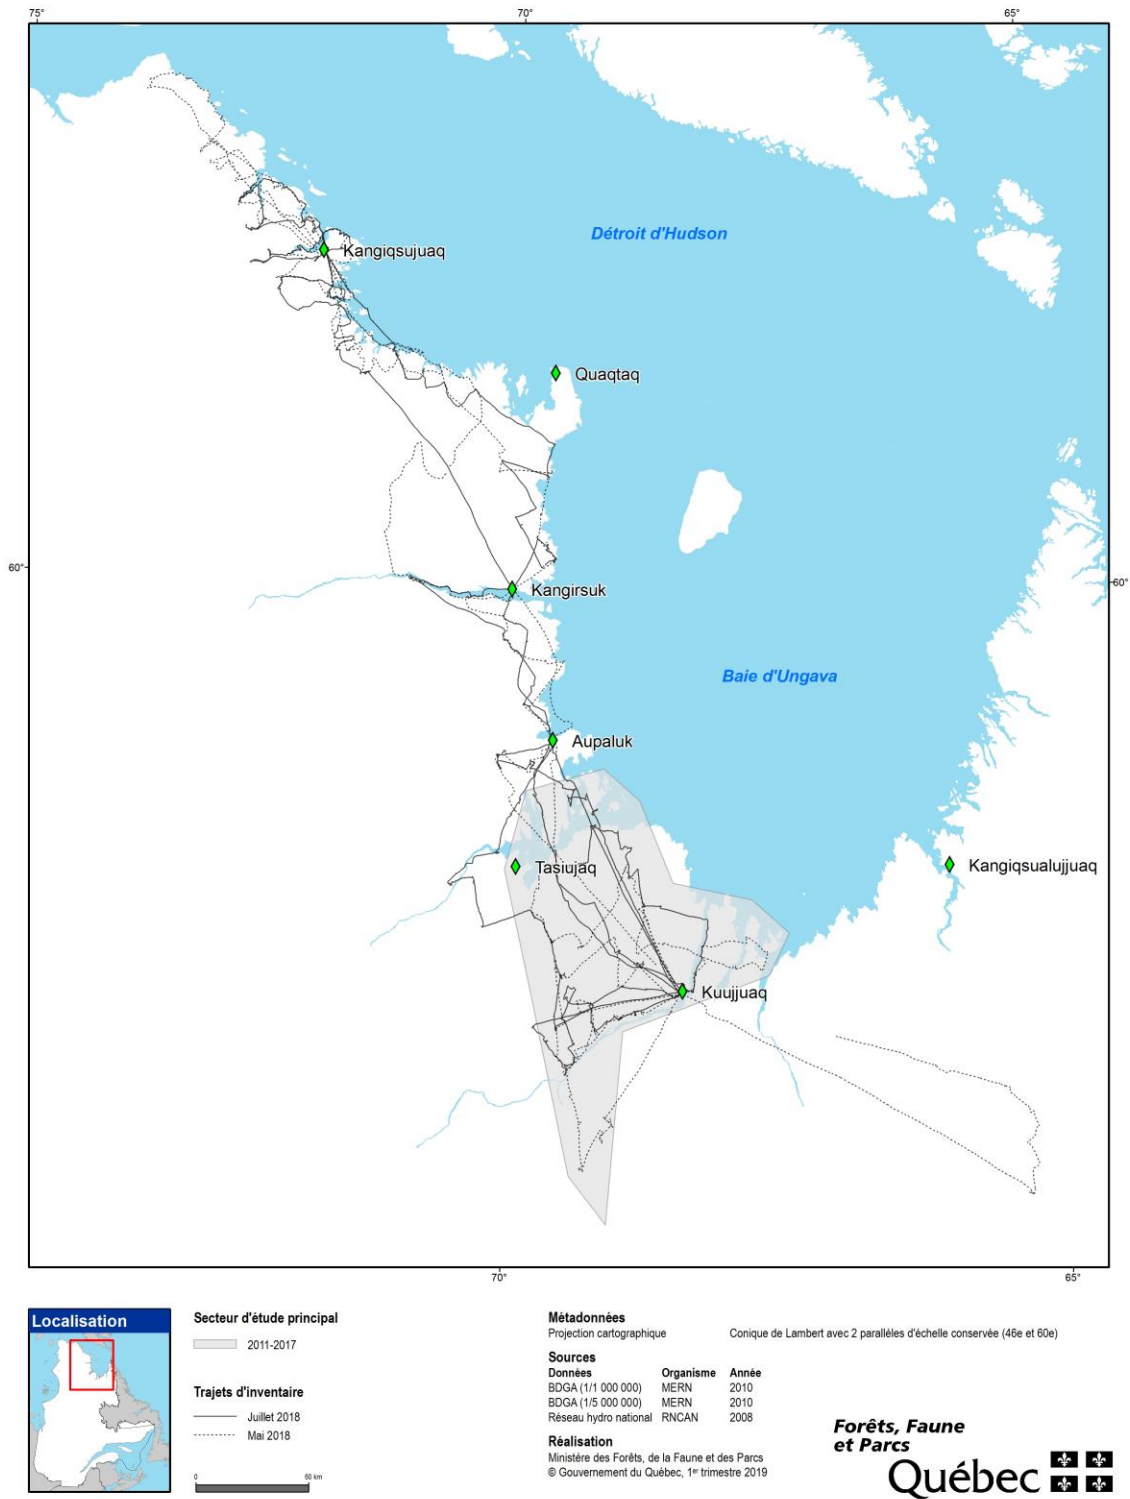 75°
70°
65°
Détroit d'Hudson
Kangiqsujuaq
Quaqtaq
60°
60°
Kangirsuk
Baie d'Ungava
Aupaluk
Tasiujaq
Kangiqsualujjuaq
Kuujjuaq
70°
65°
Localisation
Secteur d'étude principal
2011-2017
Trajets d'inventaire
Juillet 2018
Mai 2018
0 60 km
Métadonnées
Projection cartographique Conique de Lambert avec 2 parallèles d'échelle conservée (46e et 60e)
Sources
Données Organisme Année
BDGA (1/1 000 000) MERN 2010
BDGA (1/5 000 000) MERN 2010
Réseau hydro national RNCAN 2008
Réalisation
Ministère des Forêts, de la Faune et des Parcs
© Gouvernement du Québec, 1er trimestre 2019
Forêts, Faune
et Parcs
Québec